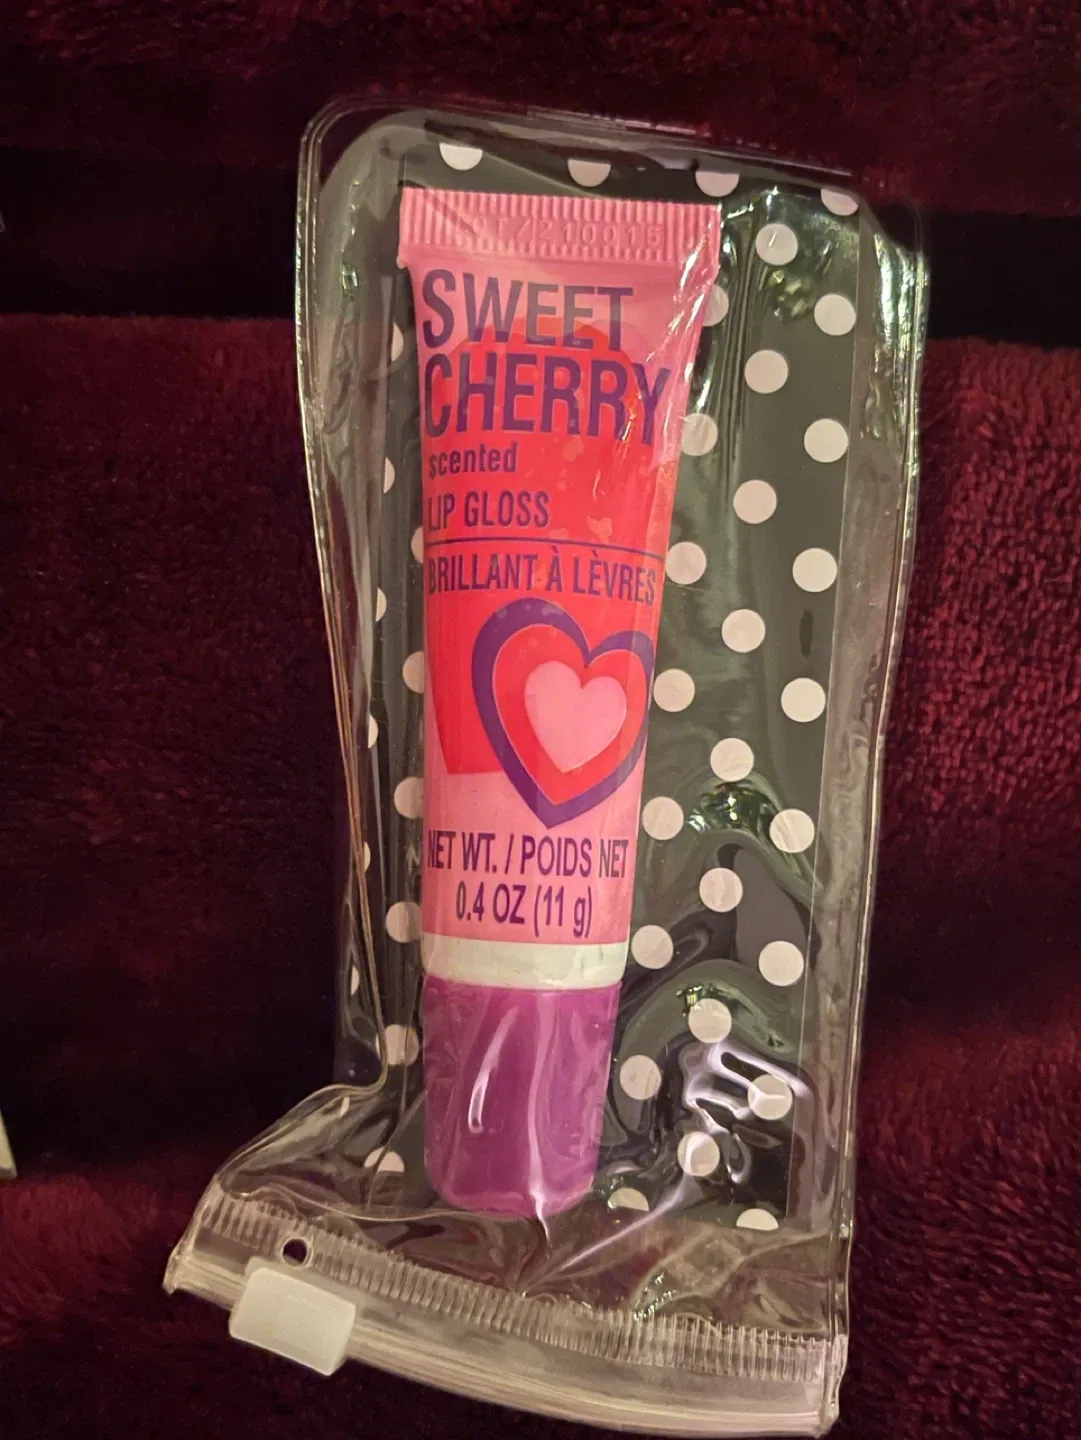 SWEET
CHERRY
scented
LIP GLOSS
BRILLANT À LÈVRES
NET WT. / POIDS NET
0.4 OZ (11 g)